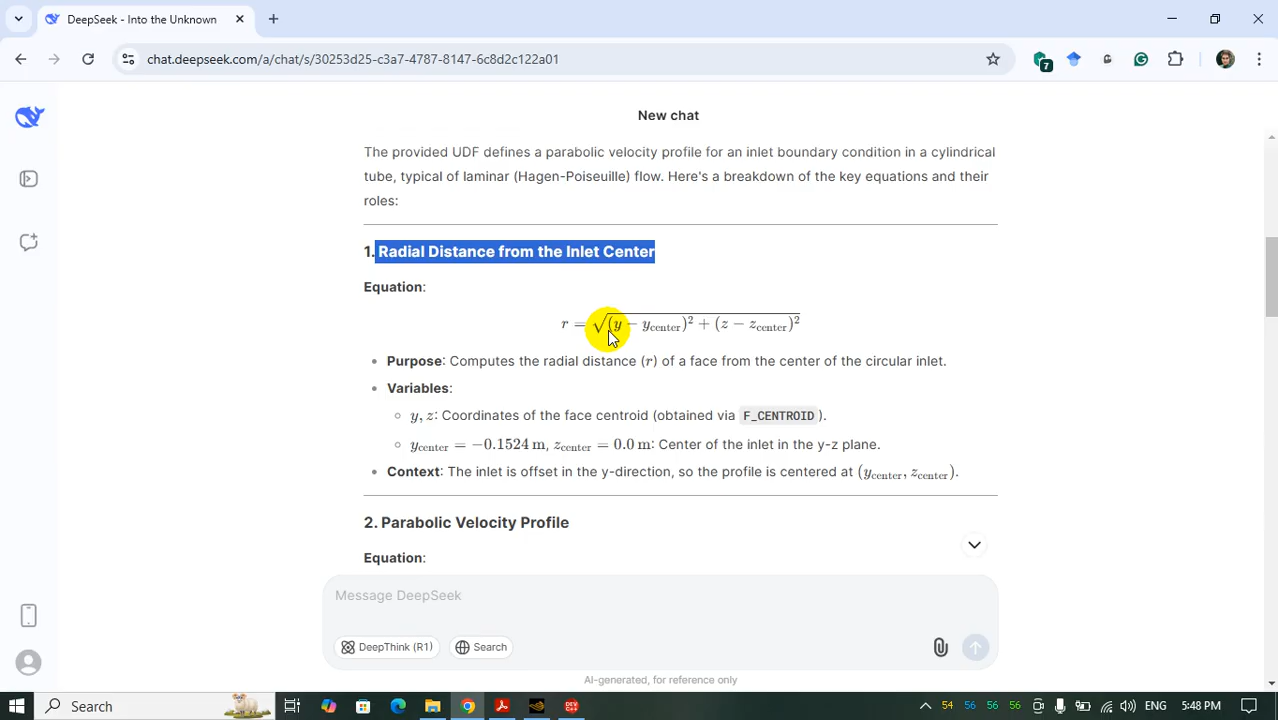 DeepSeek - Into the Unknown
chat.deepseek.com/a/chat/s/30253d25-c3a7-4787-8147-6c8d2c122a01
7
New chat
The provided UDF defines a parabolic velocity profile for an inlet boundary condition in a cylindrical
tube, typical of laminar (Hagen-Poiseuille) flow. Here's a breakdown of the key equations and their
roles:
1. Radial Distance from the Inlet Center
Equation:
r = √(y − y_center)² + (z − z_center)²
• Purpose: Computes the radial distance (r) of a face from the center of the circular inlet.
• Variables:
◦ y, z: Coordinates of the face centroid (obtained via F_CENTROID).
◦ y_center = −0.1524 m, z_center = 0.0 m: Center of the inlet in the y-z plane.
• Context: The inlet is offset in the y-direction, so the profile is centered at (y_center, z_center).
2. Parabolic Velocity Profile
Equation:
Message DeepSeek
DeepThink (R1)
Search
AI-generated, for reference only
Search
DEV
54 56 56 56
5:48 PM